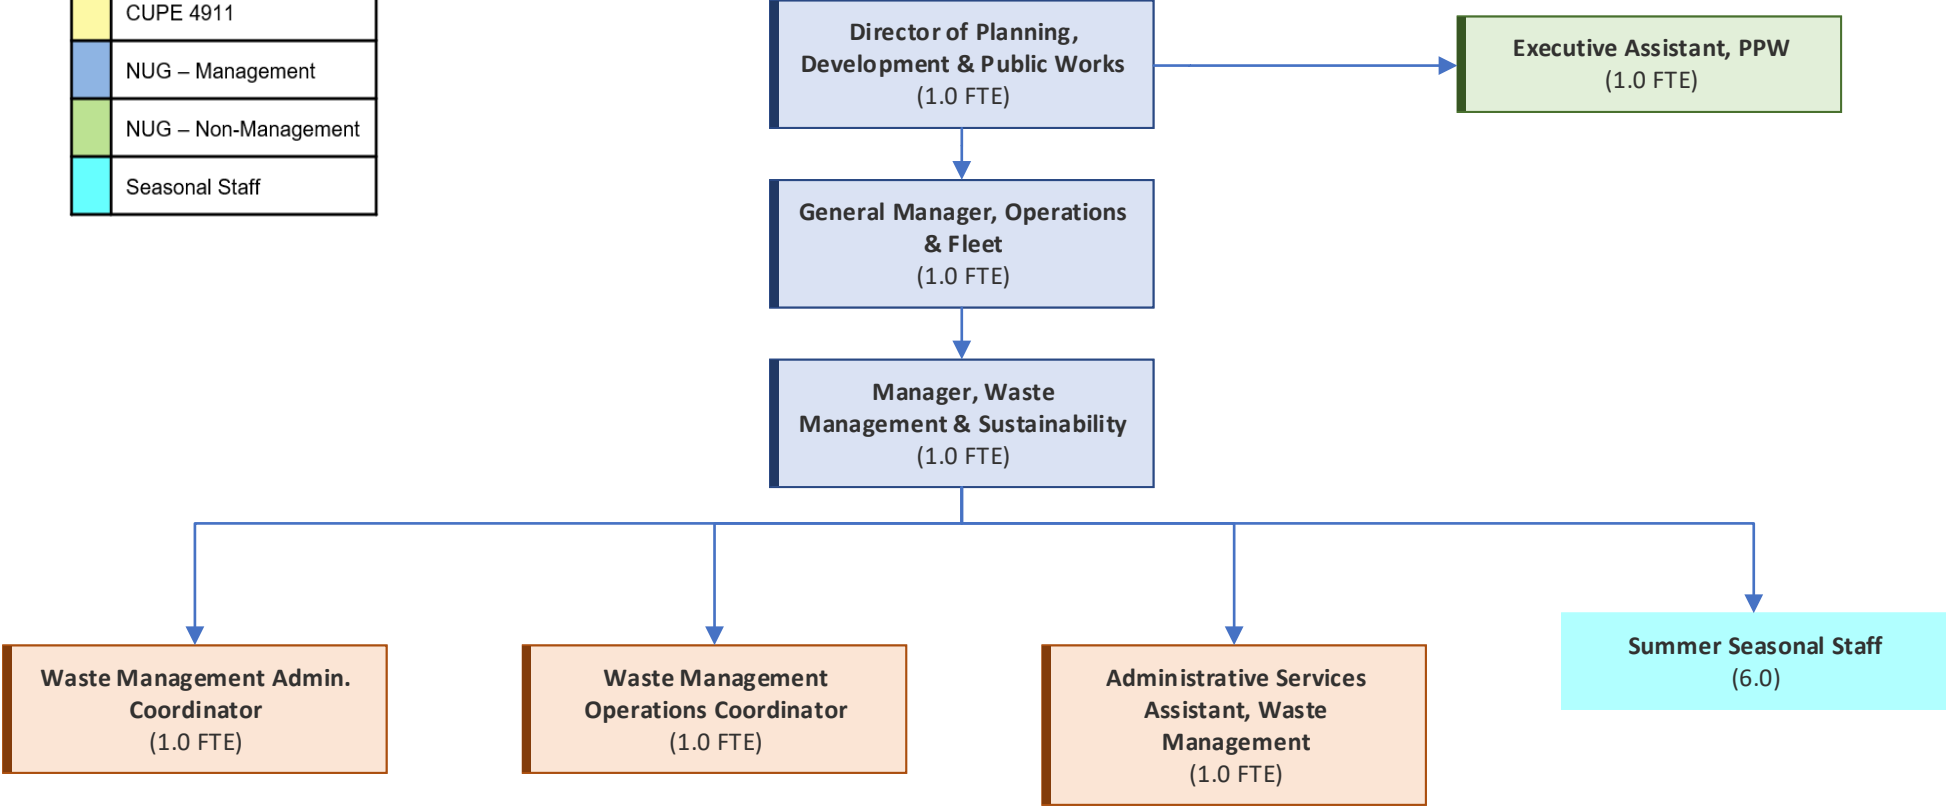 CUPE 4911
NUG – Management
NUG – Non-Management
Seasonal Staff
Director of Planning,
Development & Public Works
(1.0 FTE)
Executive Assistant, PPW
(1.0 FTE)
General Manager, Operations
& Fleet
(1.0 FTE)
Manager, Waste
Management & Sustainability
(1.0 FTE)
Waste Management Admin.
Coordinator
(1.0 FTE)
Waste Management
Operations Coordinator
(1.0 FTE)
Administrative Services
Assistant, Waste
Management
(1.0 FTE)
Summer Seasonal Staff
(6.0)